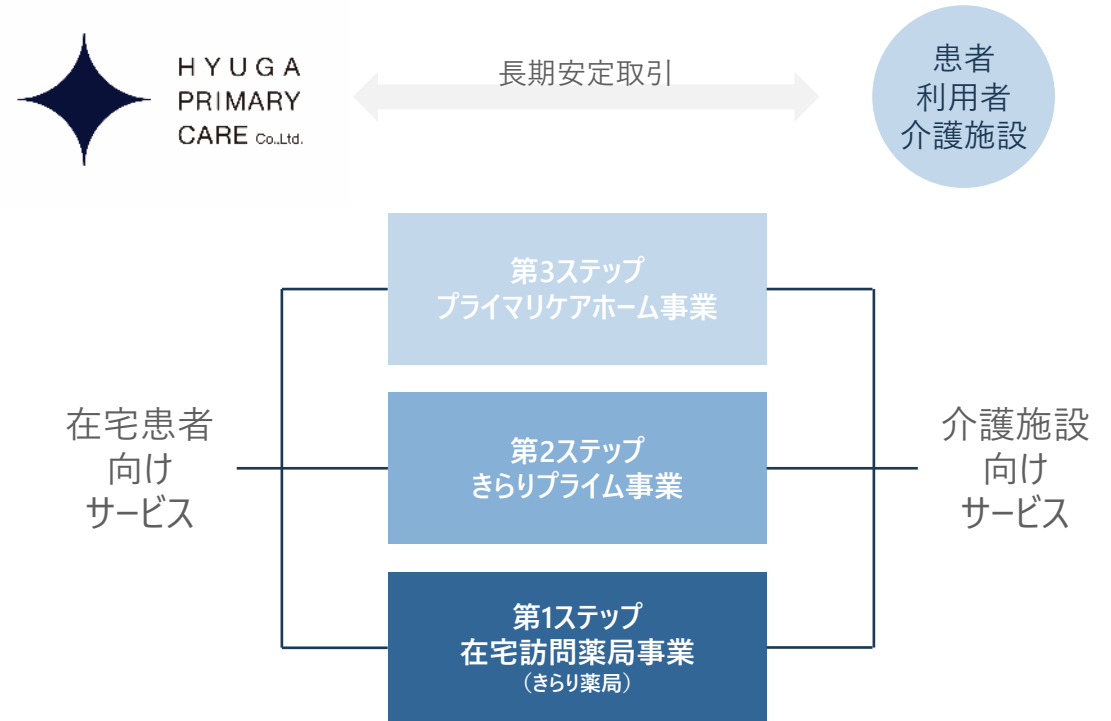 HYUGA
PRIMARY
CARE Co.,Ltd.
長期安定取引
患者
利用者
介護施設
第3ステップ
プライマリケアホーム事業
在宅患者
向け
サービス
第2ステップ
きらりプライム事業
介護施設
向け
サービス
第1ステップ
在宅訪問薬局事業
（きらり薬局）